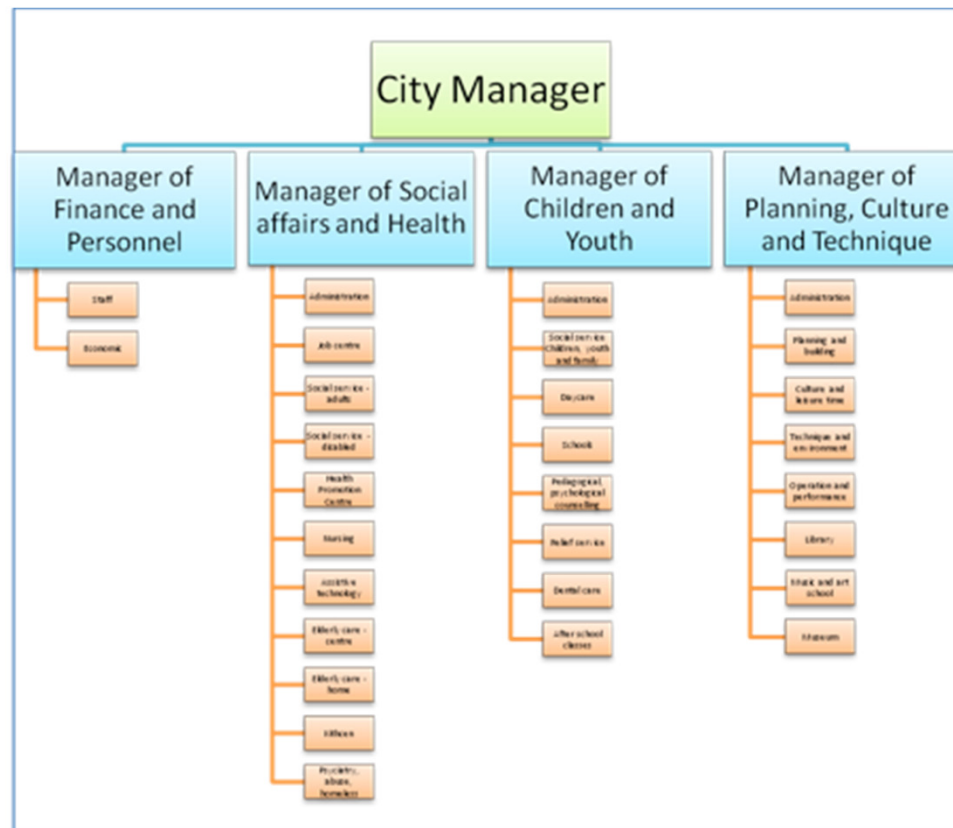 City Manager
Manager of
Finance and
Personnel
Staff
Economic
Manager of Social
affairs and Health
Administration
Job centre
Social service -
adults
Social service -
disabled
Health
Promotion
Centre
Nursing
Assistive
technology
Elderly care -
centre
Elderly care -
home
Psychiatry,
abuse,
homeless
Manager of
Children and
Youth
Administration
Social service
Children, youth
and family
Daycare
Schools
Pedagogical,
psychological
counselling
Relief service
Dental care
After school
classes
Manager of
Planning, Culture
and Technique
Administration
Planning and
building
Culture and
leisure time
Technique and
environment
Operation and
performance
Library
Music and art
school
Museum